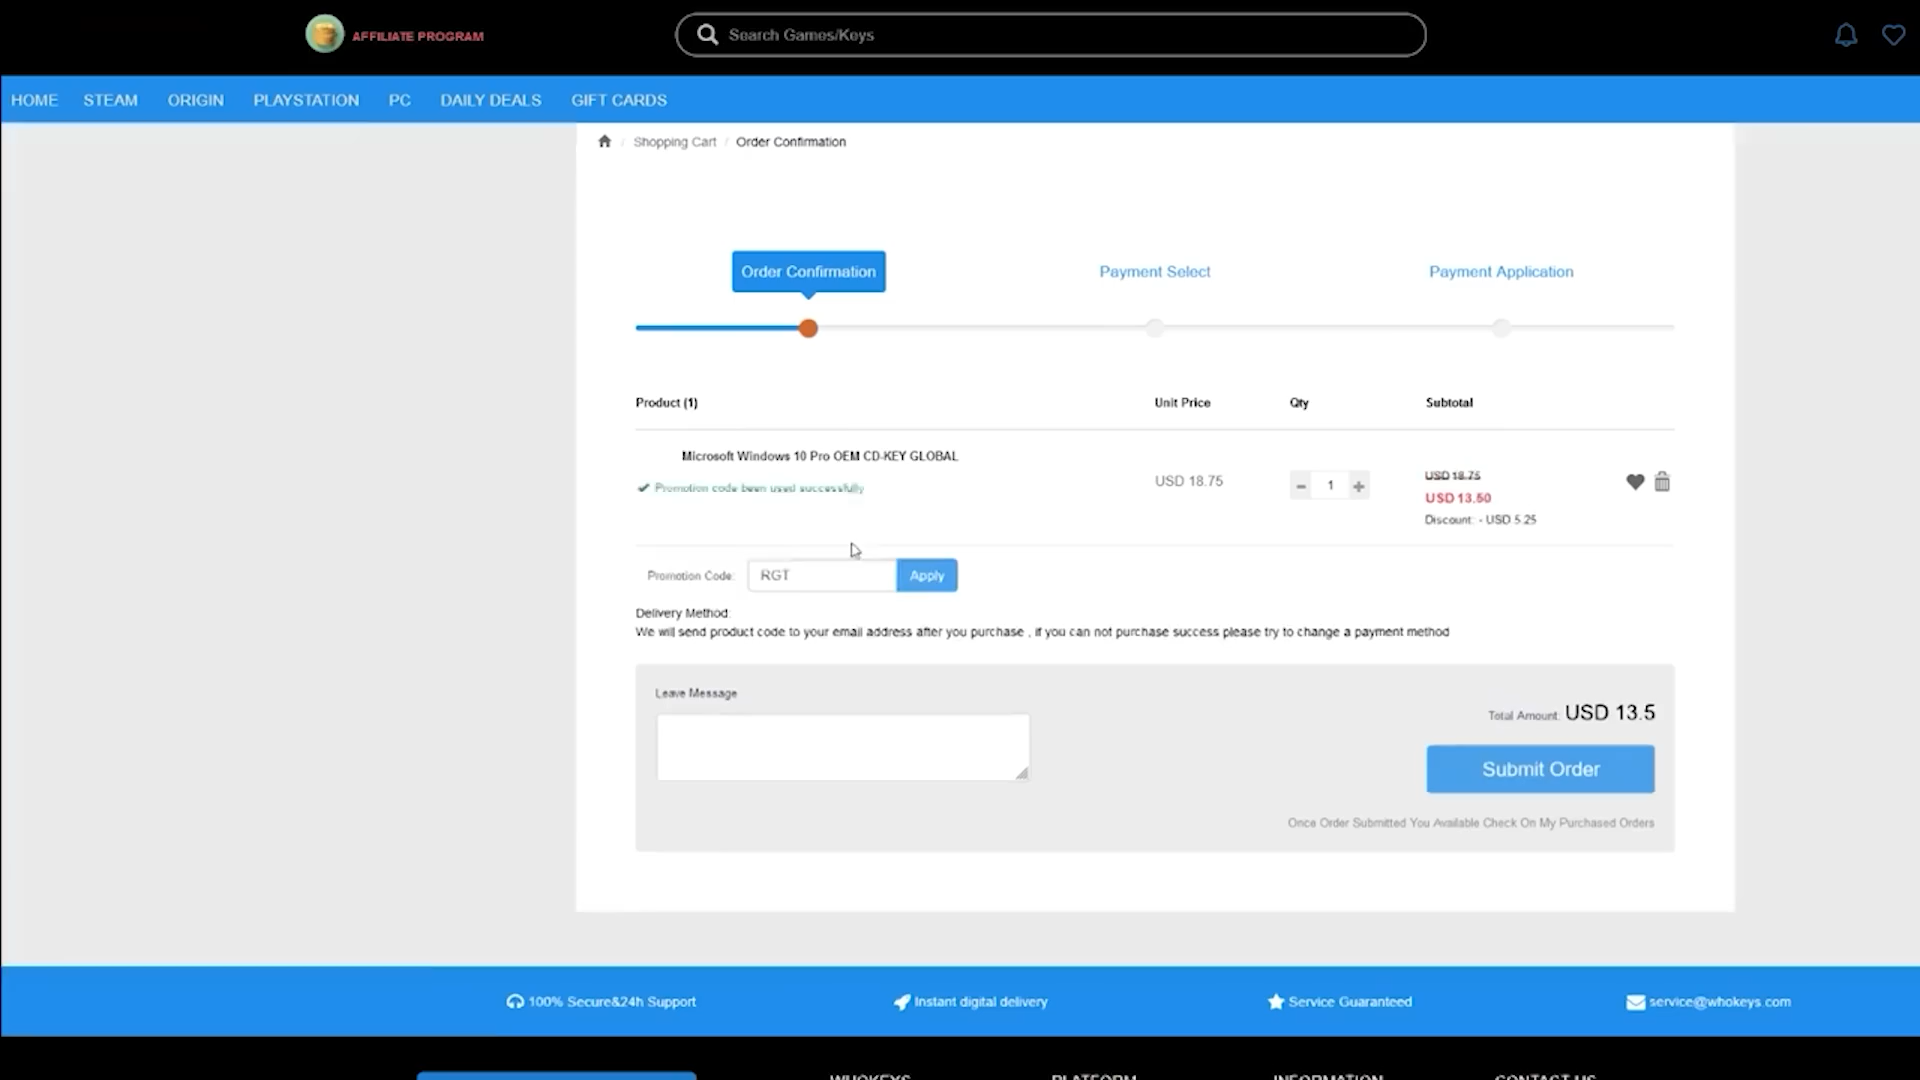 AFFILIATE PROGRAM
Search Games/Keys
HOME STEAM ORIGIN PLAYSTATION PC DAILY DEALS GIFT CARDS
/ Shopping Cart / Order Confirmation
Order Confirmation Payment Select Payment Application
Product (1) Unit Price Qty Subtotal
Microsoft Windows 10 Pro OEM CD-KEY GLOBAL
Promotion code been used successfully
USD 18.75
1
USD 18.75
USD 13.50
Discount: - USD 5.25
Promotion Code: RGT Apply
Delivery Method:
We will send product code to your email address after you purchase , if you can not purchase success please try to change a payment method
Leave Message
Total Amount: USD 13.5
Submit Order
Once Order Submitted You Available Check On My Purchased Orders
100% Secure&24h Support Instant digital delivery Service Guaranteed service@whokeys.com
WHOKEYS PLATFORM INFORMATION CONTACT US